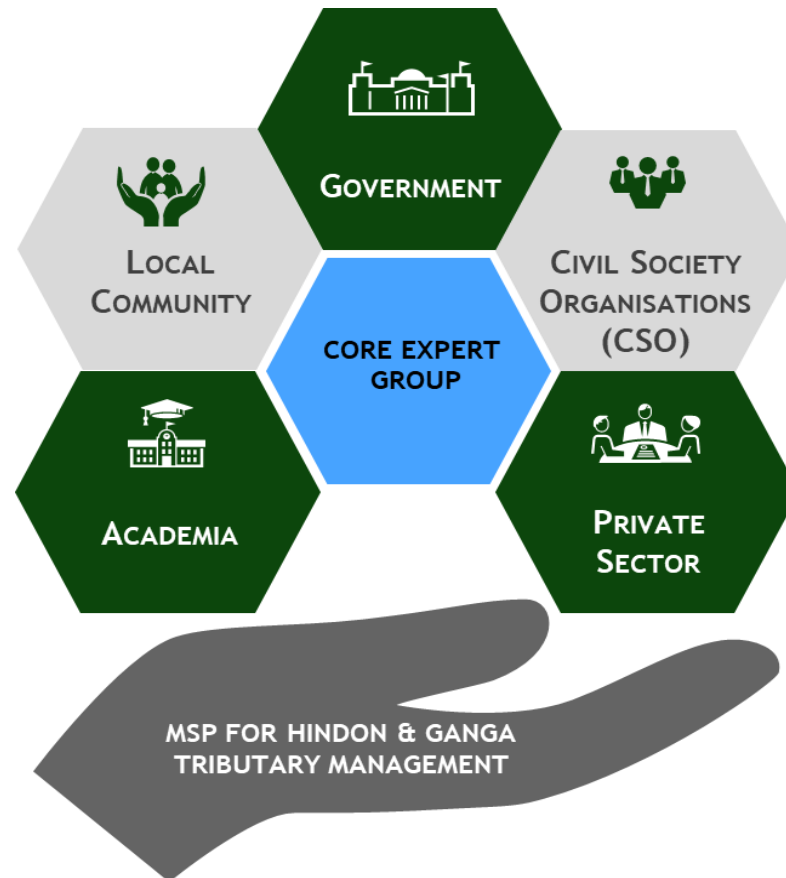 GOVERNMENT
LOCAL
COMMUNITY
CIVIL SOCIETY
ORGANISATIONS
(CSO)
CORE EXPERT
GROUP
ACADEMIA
PRIVATE
SECTOR
MSP FOR HINDON & GANGA
TRIBUTARY MANAGEMENT